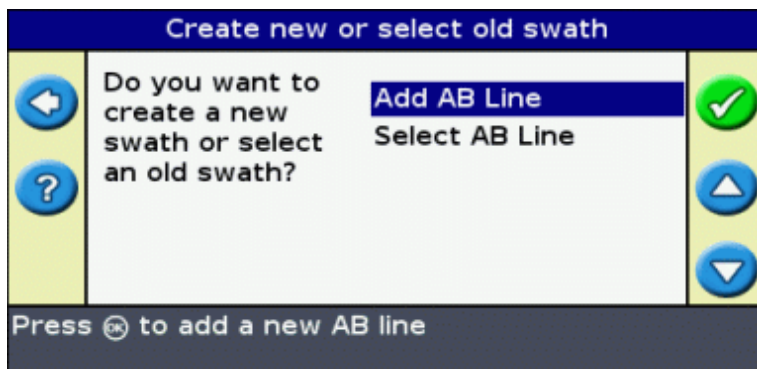 Create new or select old swath
Do you want to
create a new
swath or select
an old swath?
Add AB Line
Select AB Line
?
Press OK to add a new AB line